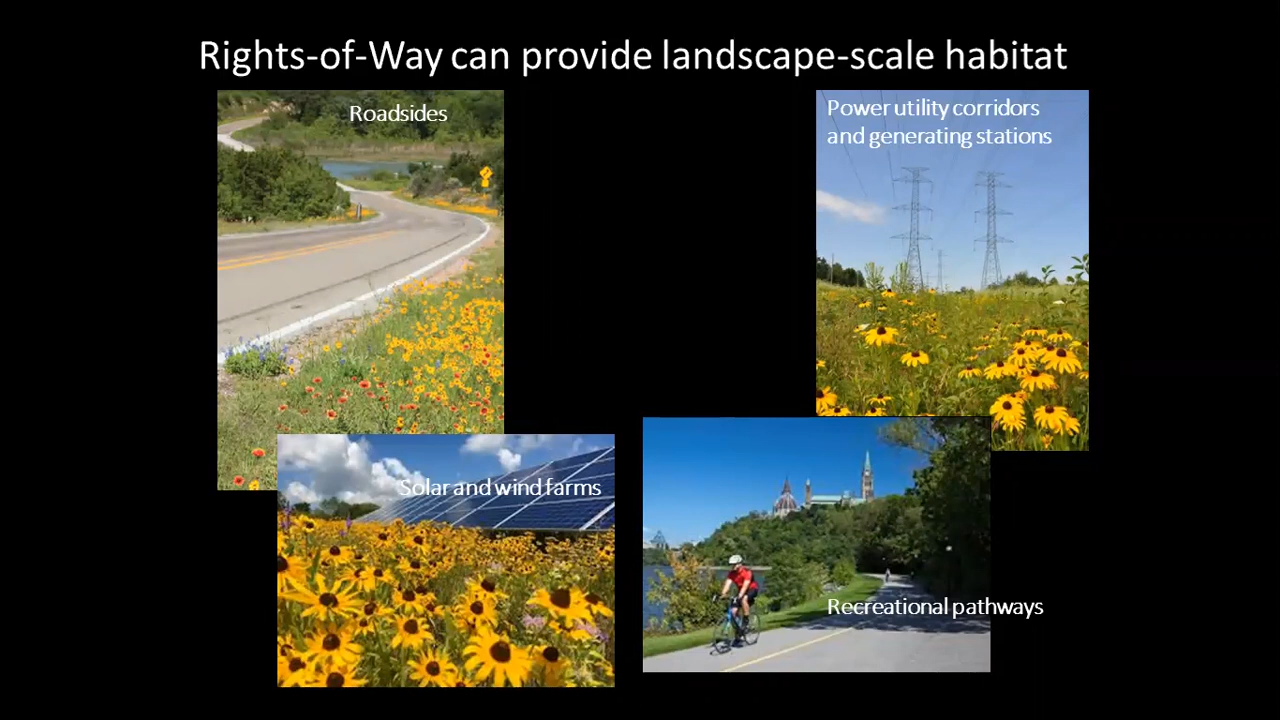 Rights-of-Way can provide landscape-scale habitat
Roadsides
Power utility corridors
and generating stations
Solar and wind farms
Recreational pathways